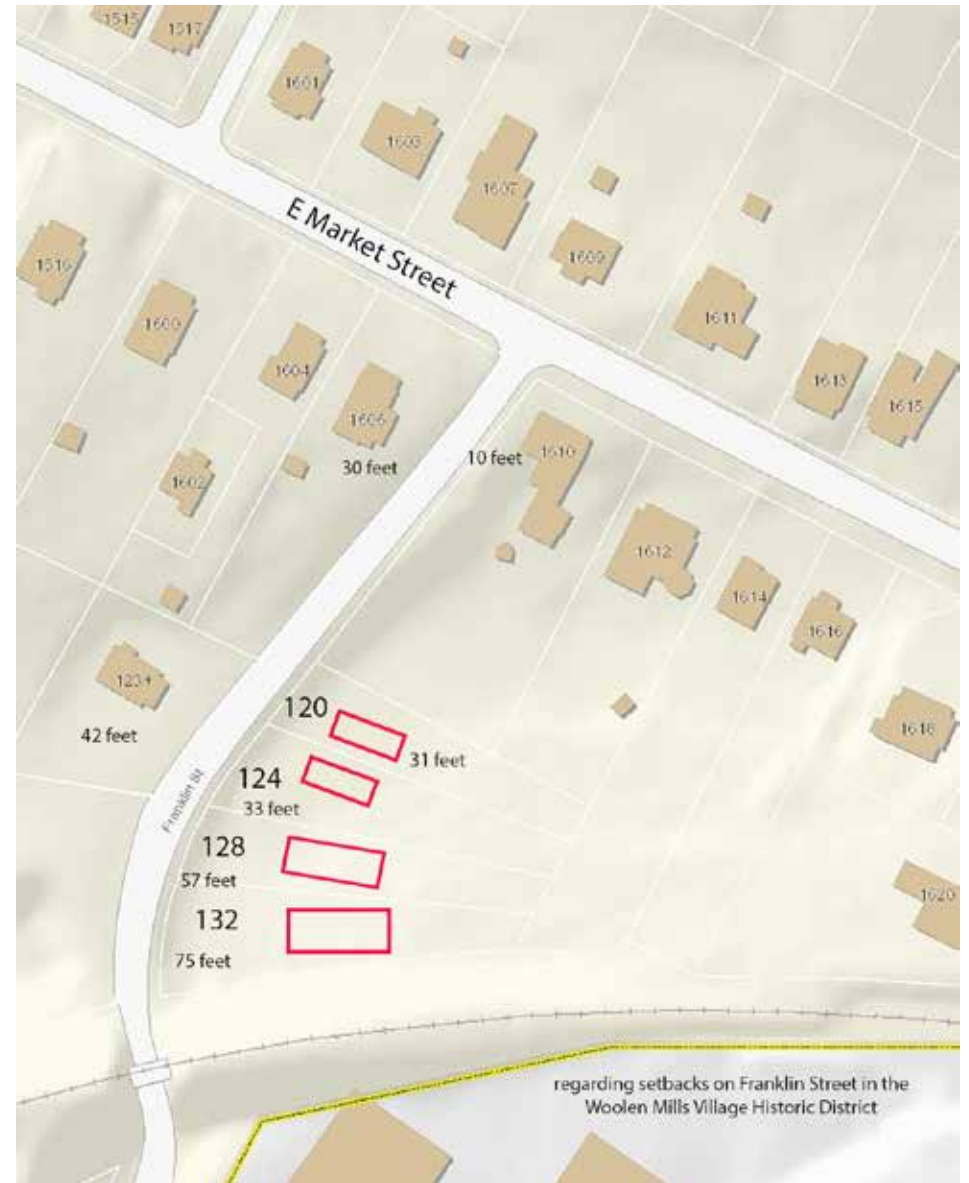 1515
1517
1601
1603
1607
1609
1611
1613
1615
E Market Street
1516
1600
1604
1606
1602
30 feet
10 feet
1610
1612
1614
1616
1618
1620
42 feet
120
31 feet
124
33 feet
Franklin St
128
57 feet
132
75 feet
regarding setbacks on Franklin Street in the
Woolen Mills Village Historic District